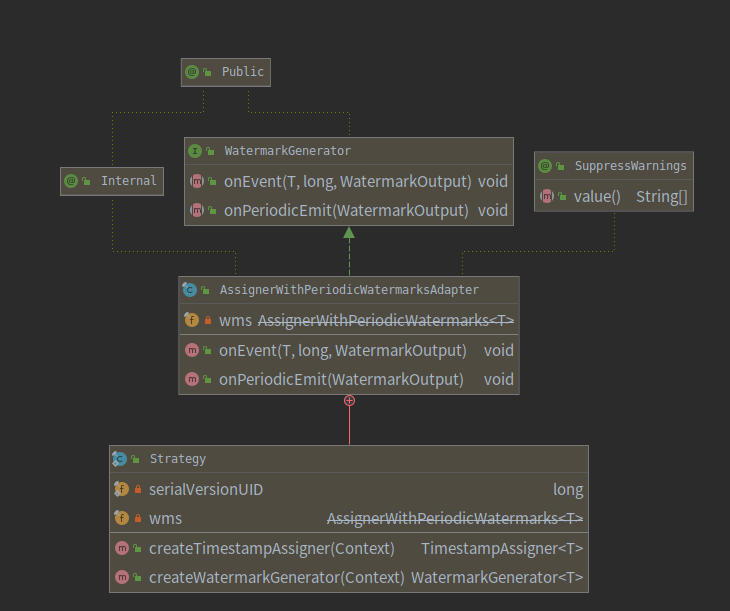 Public
WatermarkGenerator
onEvent(T, long, WatermarkOutput) void
onPeriodicEmit(WatermarkOutput) void
Internal
SuppressWarnings
value() String[]
AssignerWithPeriodicWatermarksAdapter
wms AssignerWithPeriodicWatermarks<T>
onEvent(T, long, WatermarkOutput) void
onPeriodicEmit(WatermarkOutput) void
Strategy
serialVersionUID long
wms AssignerWithPeriodicWatermarks<T>
createTimestampAssigner(Context) TimestampAssigner<T>
createWatermarkGenerator(Context) WatermarkGenerator<T>